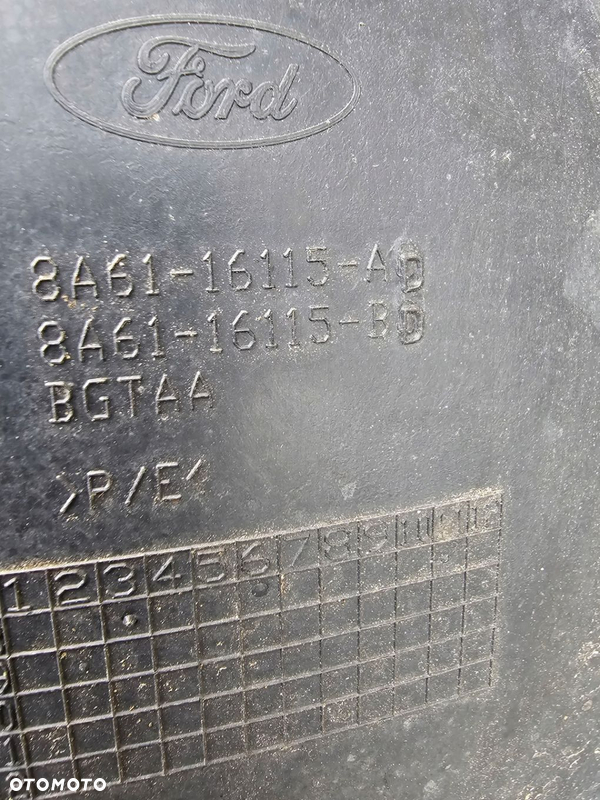 Ford
8A61-16115-AD
8A61-16115-BD
BGTAA
>P/E<
1 2 3 4 5 6 7 8 9 10 11 12
OTOMOTO